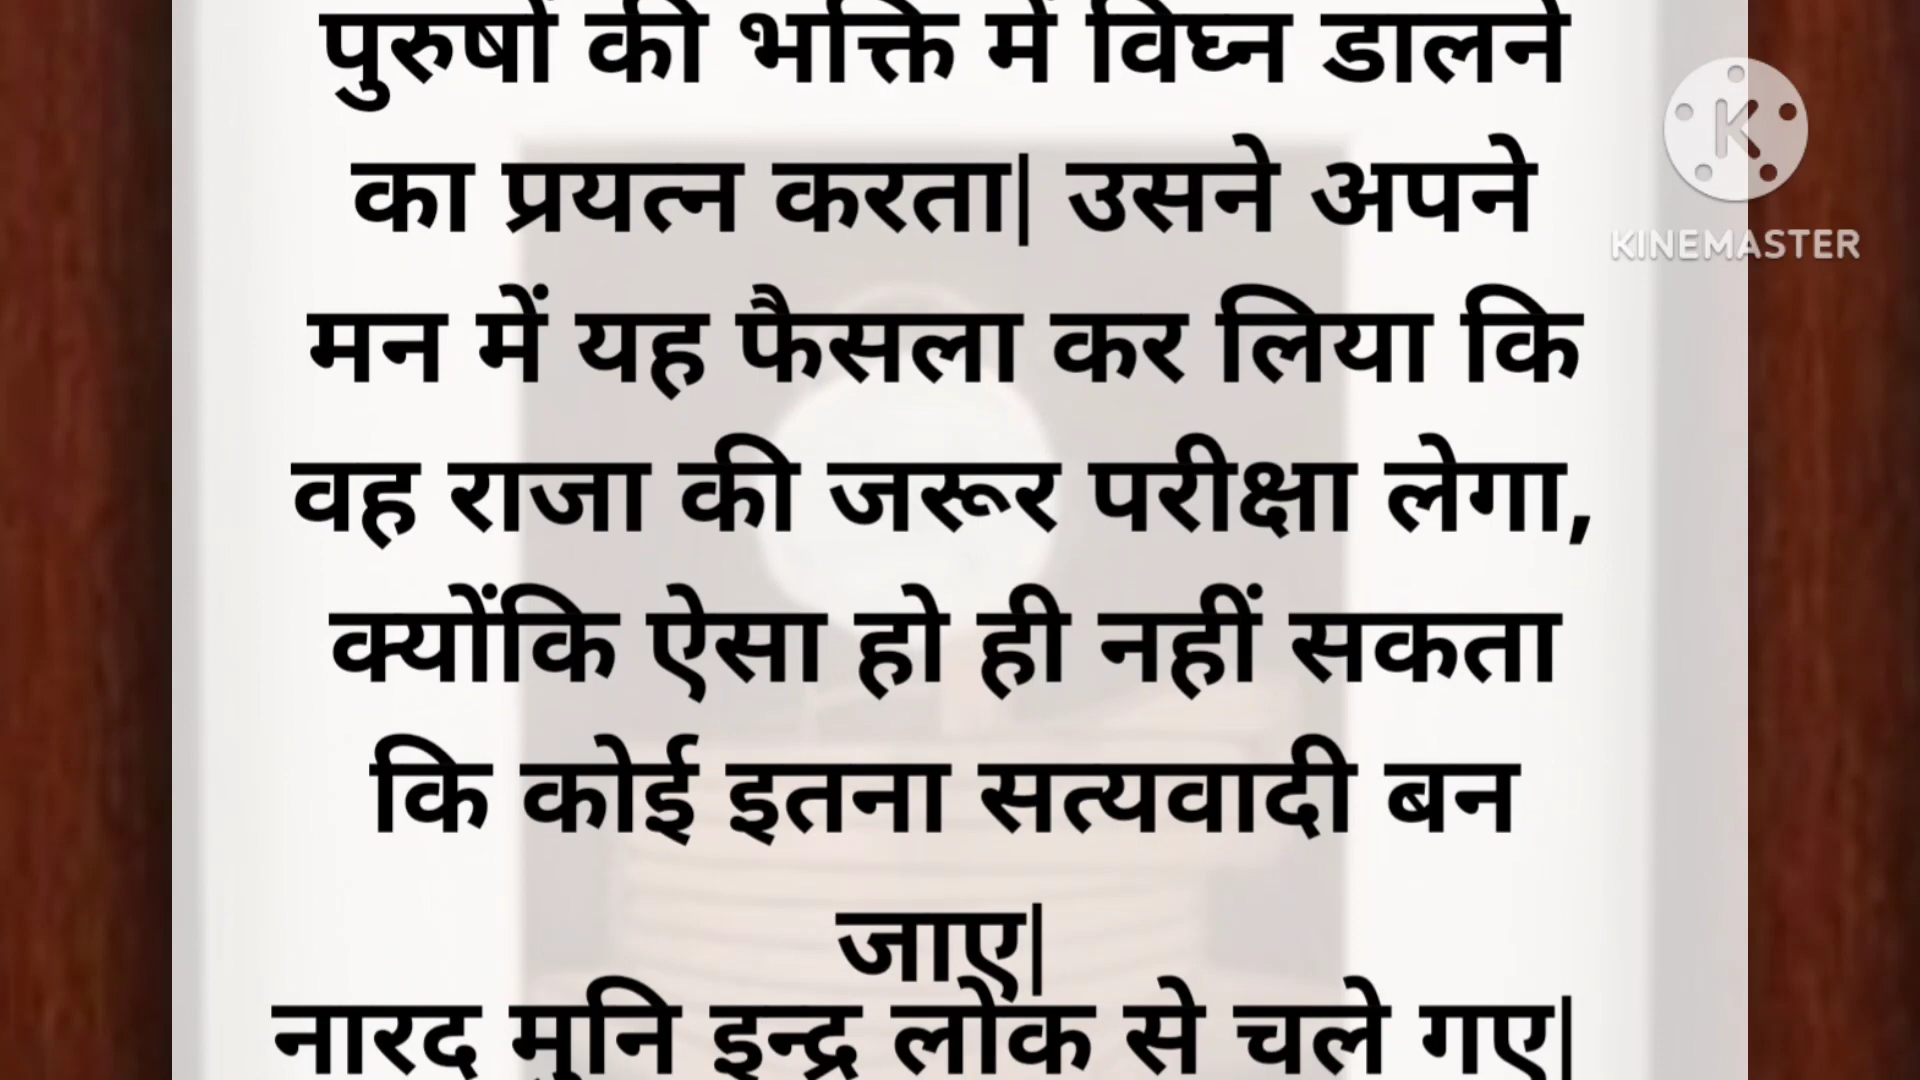 पुरुषों की भक्ति में विघ्न डालने
का प्रयत्न करता|  उसने अपने
मन में यह फैसला कर लिया कि
वह राजा की जरूर परीक्षा लेगा,
क्योंकि ऐसा हो ही नहीं सकता
कि कोई इतना सत्यवादी बन
जाए|
नारद मुनि इन्द्र लोक से चले गए|
K
KINEMASTER